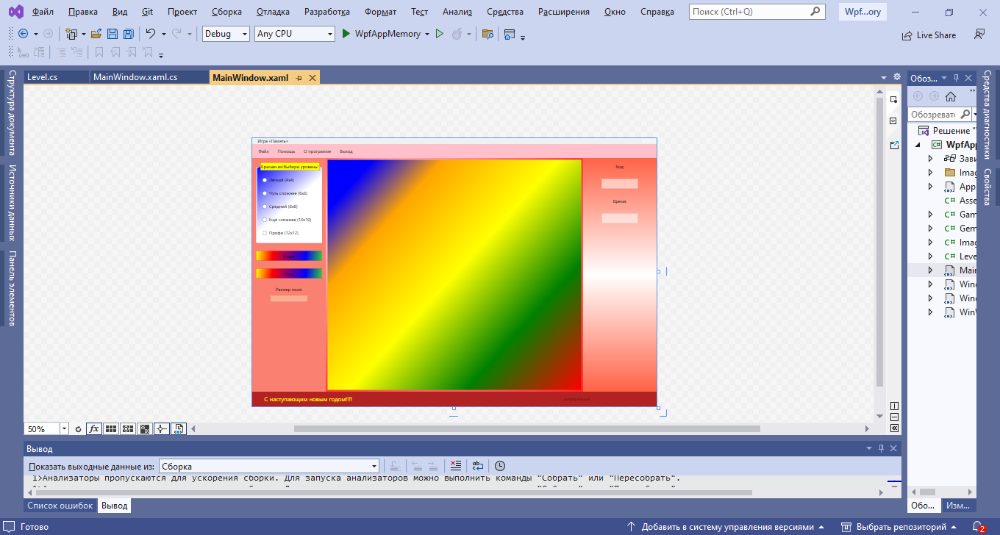 Файл Правка Вид Git Проект Сборка Отладка Разработка Формат Тест Анализ Средства Расширения Окно Справка Поиск (Ctrl+Q) Wpf...ory
Debug Any CPU WpfAppMemory Live Share
Level.cs MainWindow.xaml.cs MainWindow.xaml
Структура документа
Источники данных
Панель элементов
Игра «Память»
Файл Помощь О программе Выход
Красавчик!Выбери уровень!
Лёгкий (4x4)
Чуть сложнее (6x6)
Средний (8x8)
Ещё сложнее (10x10)
Профи (12x12)
Размер поля:
Ход:
Время:
С наступающим новым годом!!!!
информация
Обоз...
Обозревате
Решение "
WpfApp
Зави
Imag
App
Asse
Gam
Gem
Imag
Leve
Main
Wind
Wind
WinV
Средства диагностики
Свойства
50% fx
Вывод
Показать выходные данные из: Сборка
1>Анализаторы пропускаются для ускорения сборки. Для запуска анализаторов можно выполнить команды "Собрать" или "Пересобрать".
Список ошибок Вывод
Обо... Изм...
Готово Добавить в систему управления версиями Выбрать репозиторий 2